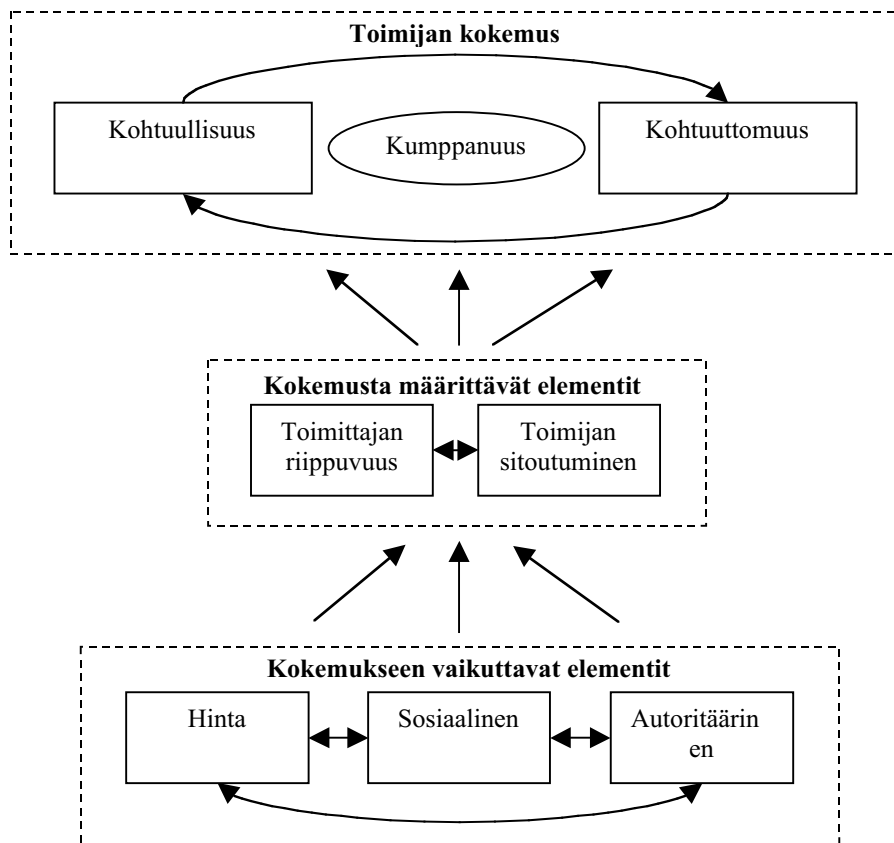 Toimijan kokemus
Kohtuullisuus
Kumppanuus
Kohtuuttomuus
Kokemusta määrittävät elementit
Toimittajan
riippuvuus
Toimijan
sitoutuminen
Kokemukseen vaikuttavat elementit
Hinta
Sosiaalinen
Autoritäärin
en